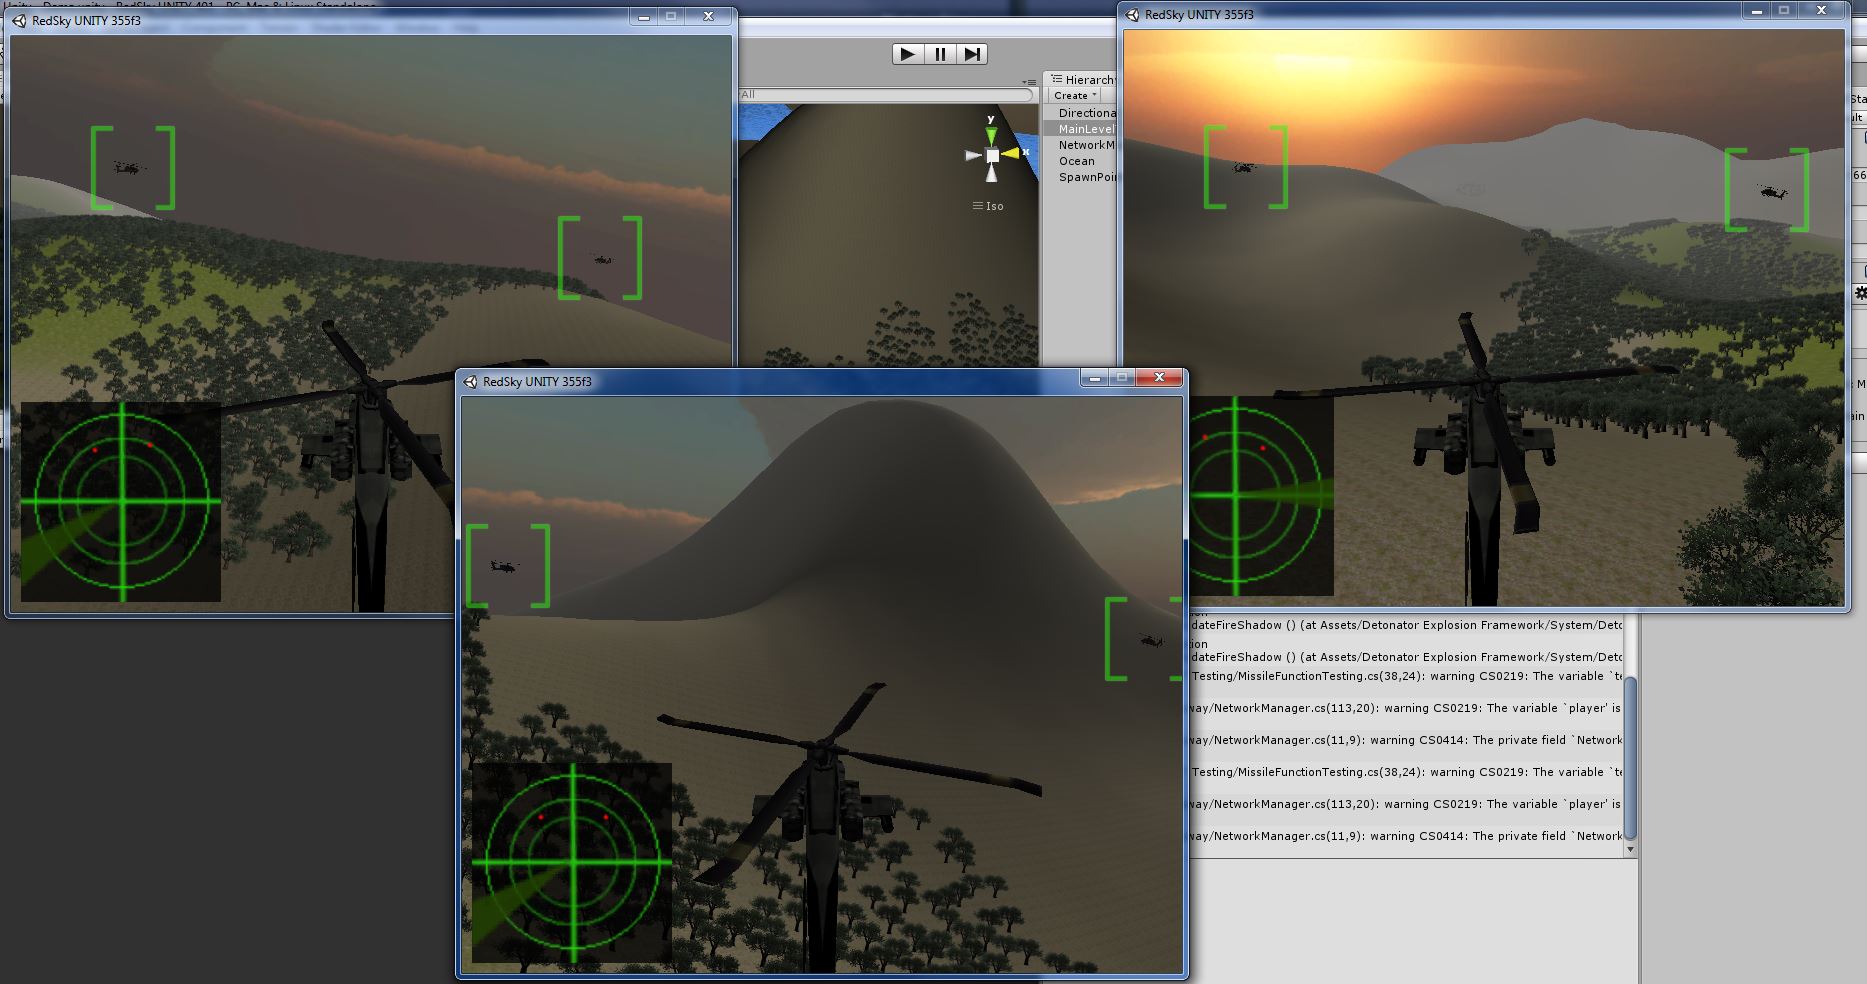 RedSky UNITY 355f3
RedSky UNITY 355f3
All
Hierarchy
Create
Directiona
MainLevel
NetworkM
Ocean
SpawnPoin
y
x
Iso
RedSky UNITY 355f3
dateFireShadow () (at Assets/Detonator Explosion Framework/System/Deto
tion
dateFireShadow () (at Assets/Detonator Explosion Framework/System/Deto
Testing/MissileFunctionTesting.cs(38,24): warning CS0219: The variable `te
way/NetworkManager.cs(113,20): warning CS0219: The variable `player' is
way/NetworkManager.cs(11,9): warning CS0414: The private field `Network
Testing/MissileFunctionTesting.cs(38,24): warning CS0219: The variable `te
way/NetworkManager.cs(113,20): warning CS0219: The variable `player' is
way/NetworkManager.cs(11,9): warning CS0414: The private field `Network